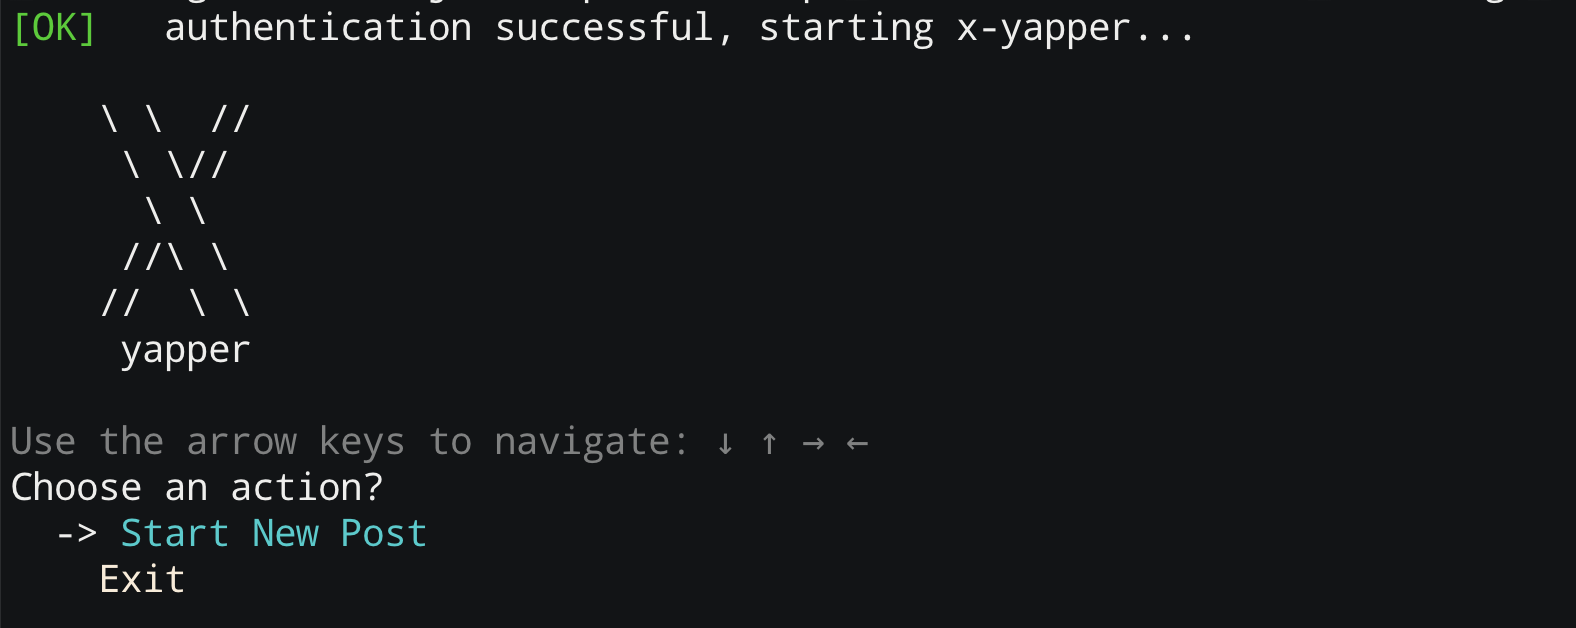 [OK]   authentication successful, starting x-yapper...
    \ \  //
     \ \//
      \ \
     //\ \
    //  \ \
     yapper
Use the arrow keys to navigate: ↓ ↑ → ←
Choose an action?
  -> Start New Post
    Exit